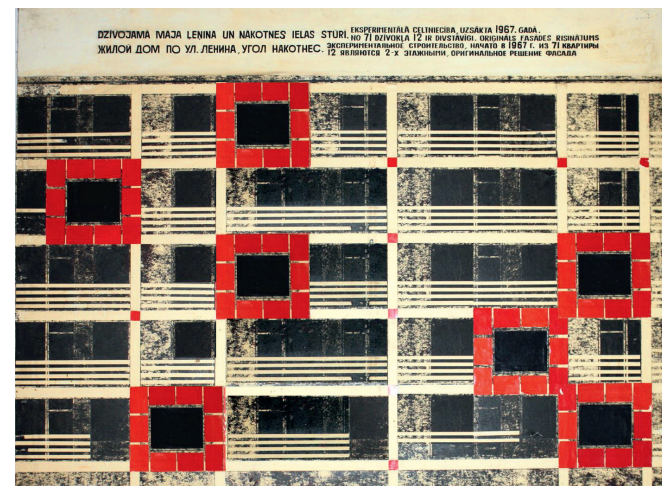 DZĪVOJAMĀ MĀJA ĻEŅINA UN NĀKOTNES IELAS STŪRĪ. EKSPERIMENTĀLA CELTNIECĪBA, UZSĀKTA 1967. GADĀ.
NO 71 DZĪVOKĻA 12 IR DIVSTĀVĪGI. ORIGINĀLS FASĀDES RISINĀJUMS
ЖИЛОЙ ДОМ ПО УЛ. ЛЕНИНА, УГОЛ НАКОТНЕС. ЭКСПЕРИМЕНТАЛЬНОЕ СТРОИТЕЛЬСТВО, НАЧАТО В 1967 Г. ИЗ 71 КВАРТИРЫ
12 ЯВЛЯЮТСЯ 2-Х ЭТАЖНЫМИ, ОРИГИНАЛЬНОЕ РЕШЕНИЕ ФАСАДА